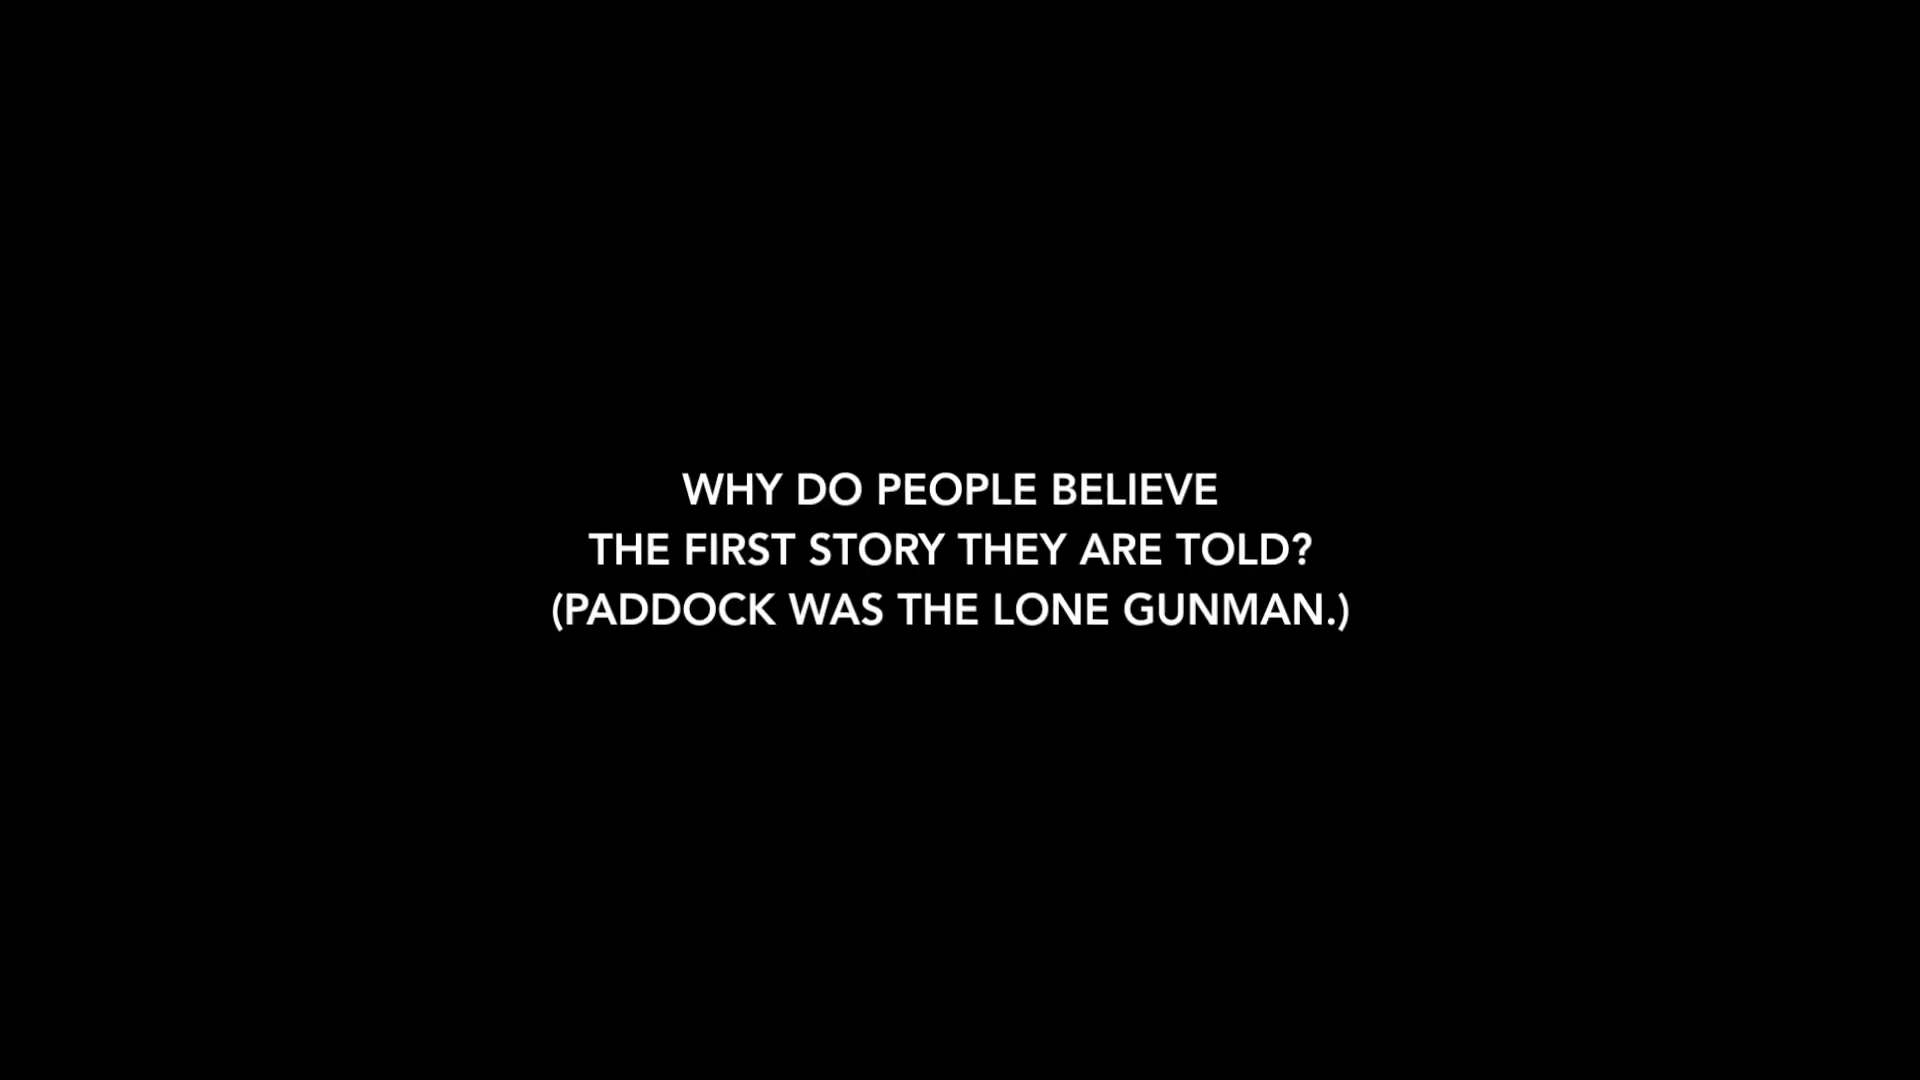 WHY DO PEOPLE BELIEVE
THE FIRST STORY THEY ARE TOLD?
(PADDOCK WAS THE LONE GUNMAN.)